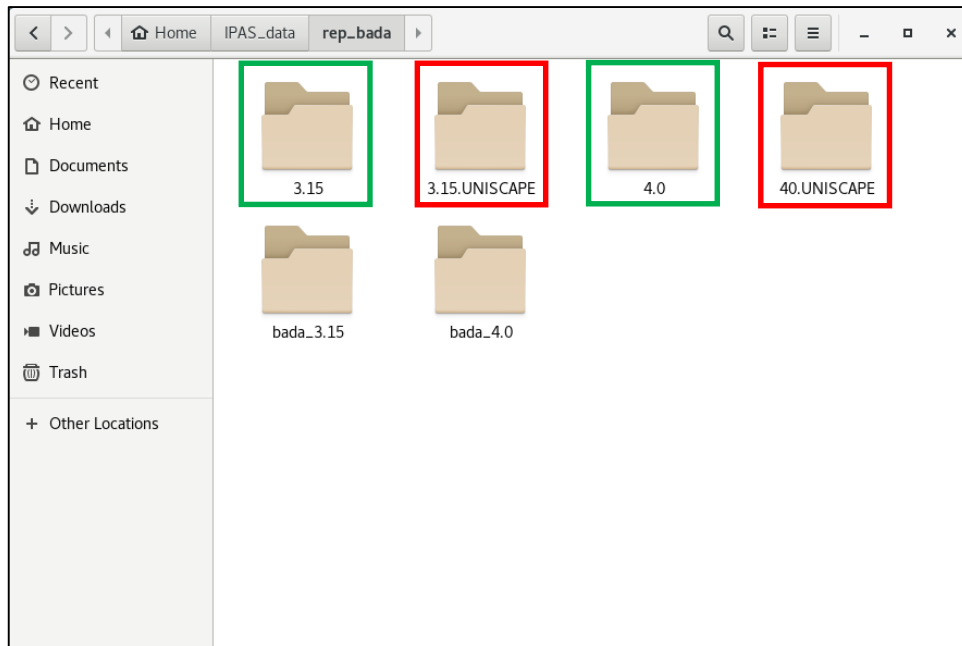 Home IPAS_data rep_bada
Recent
Home
Documents
Downloads
Music
Pictures
Videos
Trash
Other Locations
3.15 3.15.UNISCAPE 4.0 40.UNISCAPE
bada_3.15 bada_4.0